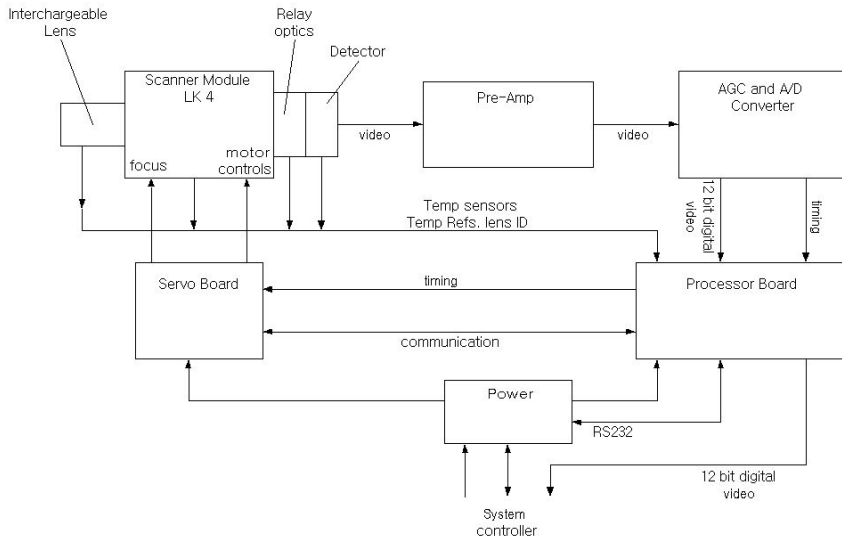 Interchargeable
Lens
Relay
optics
Detector
Scanner Module
LK 4
Pre-Amp
AGC and A/D
Converter
video
video
focus
motor
controls
12 bit digital
video
timing
Temp sensors
Temp Refs. lens ID
Servo Board
timing
Processor Board
communication
Power
RS232
12 bit digital
video
System
controller